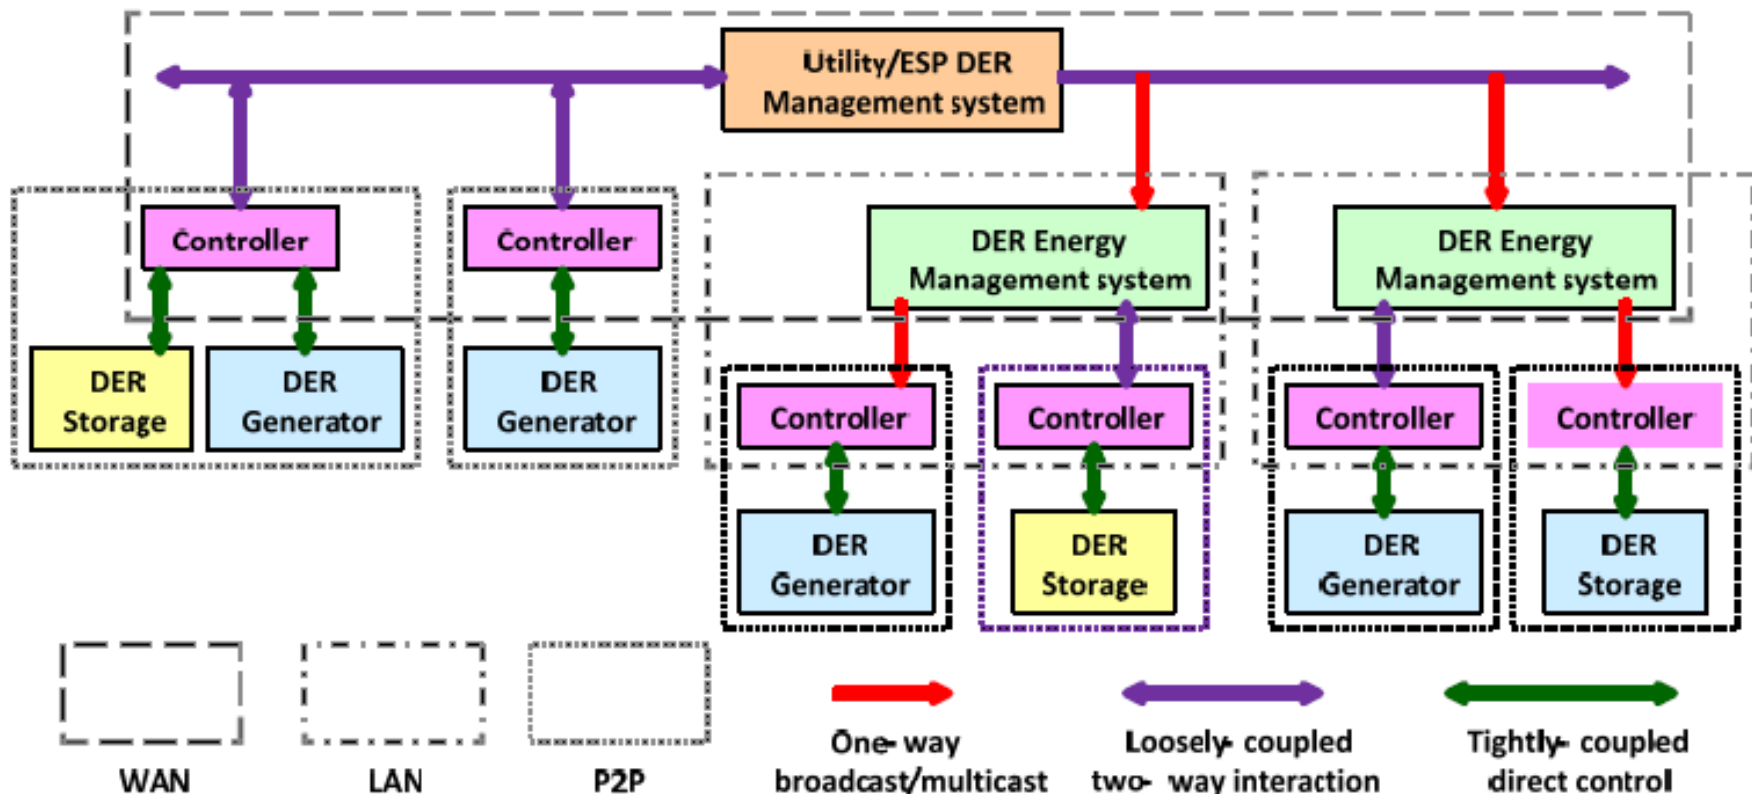 Utility/ESP DER
Management system
Controller
Controller
DER Energy
Management system
DER Energy
Management system
DER
Storage
DER
Generator
DER
Generator
Controller
Controller
Controller
Controller
DER
Generator
DER
Storage
DER
Generator
DER
Storage
WAN
LAN
P2P
One-way
broadcast/multicast
Loosely-coupled
two-way interaction
Tightly-coupled
direct control